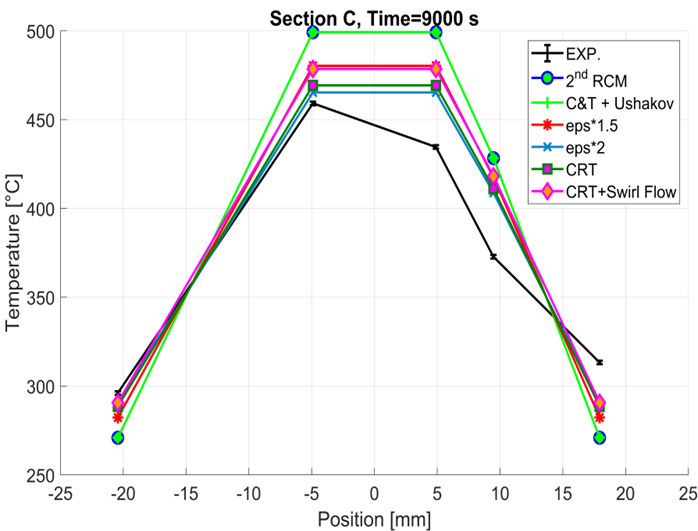 Section C, Time=9000 s
500
450
400
350
300
250
-25
-20
-15
-10
-5
0
5
10
15
20
25
Temperature [°C]
Position [mm]
EXP.
2nd RCM
C&T + Ushakov
eps*1.5
eps*2
CRT
CRT+Swirl Flow